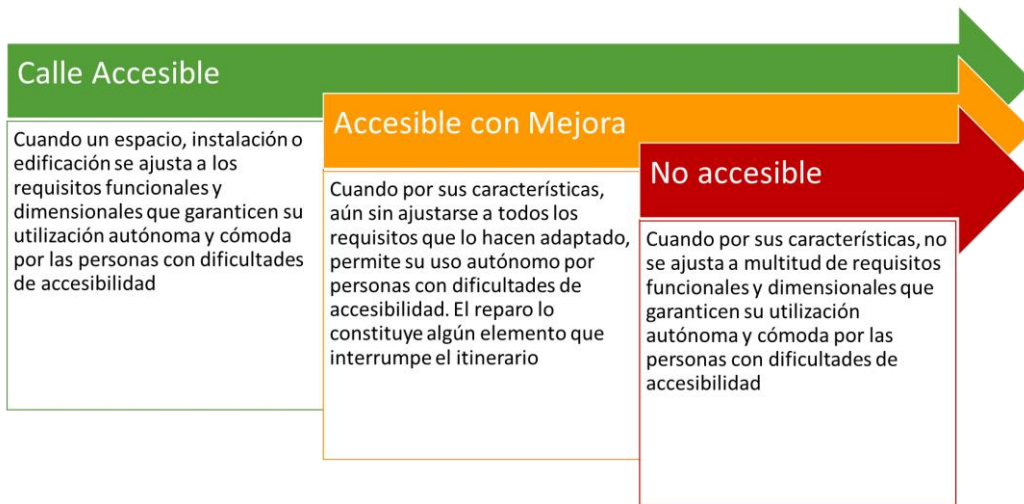 Calle Accesible
Cuando un espacio, instalación o
edificación se ajusta a los
requisitos funcionales y
dimensionales que garanticen su
utilización autónoma y cómoda
por las personas con dificultades
de accesibilidad
Accesible con Mejora
Cuando por sus características,
aún sin ajustarse a todos los
requisitos que lo hacen adaptado,
permite su uso autónomo por
personas con dificultades de
accesibilidad. El reparo lo
constituye algún elemento que
interrumpe el itinerario
No accesible
Cuando por sus características, no
se ajusta a multitud de requisitos
funcionales y dimensionales que
garanticen su utilización
autónoma y cómoda por las
personas con dificultades de
accesibilidad